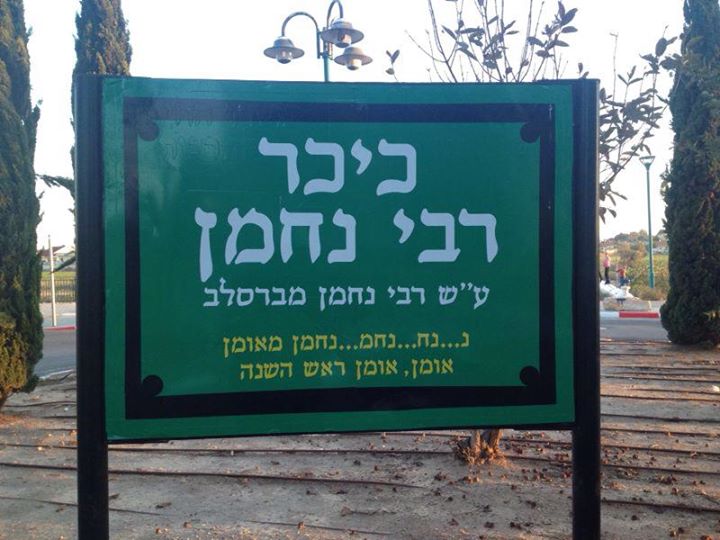 כיכר
רבי נחמן
ע״ש רבי נחמן מברסלב
נ...נח...נחמ...נחמן מאומן
אומן, אומן ראש השנה